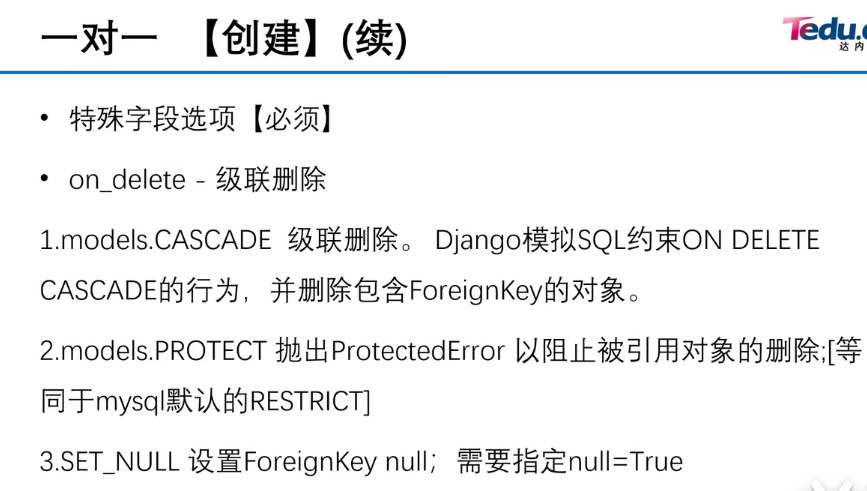 一对一 【创建】(续)
Tedu.
达内
• 特殊字段选项【必须】
• on_delete - 级联删除
1.models.CASCADE 级联删除。 Django模拟SQL约束ON DELETE
CASCADE的行为，并删除包含ForeignKey的对象。
2.models.PROTECT 抛出ProtectedError 以阻止被引用对象的删除;[等
同于mysql默认的RESTRICT]
3.SET_NULL 设置ForeignKey null；需要指定null=True